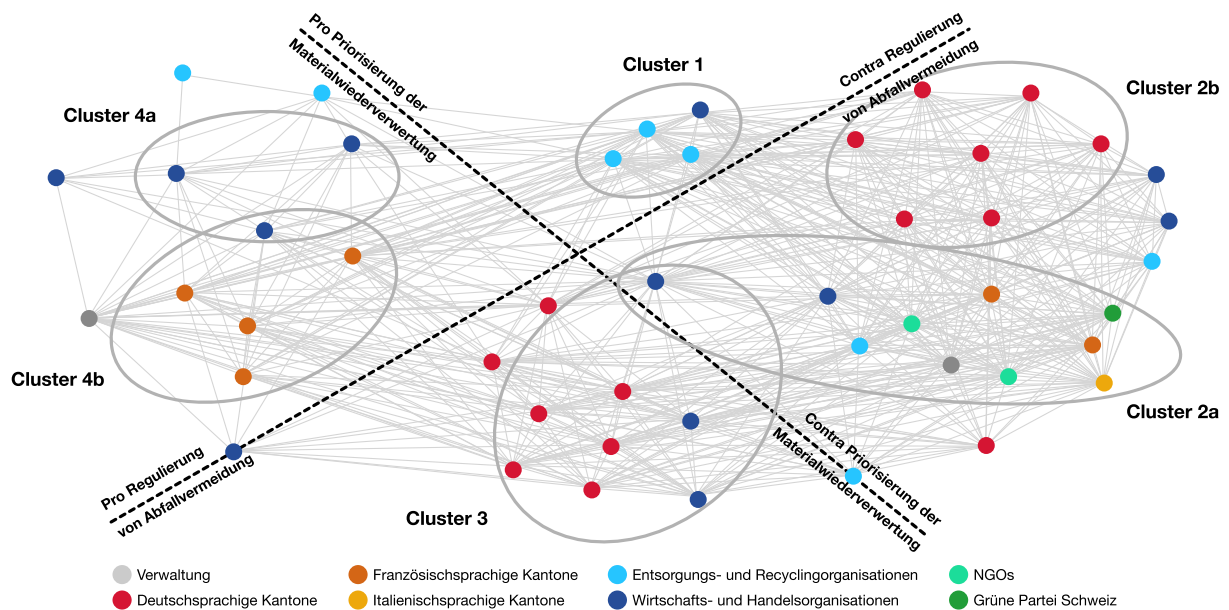 Pro Priorisierung der
Materialwiederverwertung
Cluster 1
Contra Regulierung
von Abfallvermeidung
Cluster 2b
Cluster 4a
Cluster 4b
Cluster 2a
Contra Priorisierung der
Materialwiederverwertung
Pro Regulierung
von Abfallvermeidung
Cluster 3
Verwaltung
Französischsprachige Kantone
Entsorgungs- und Recyclingorganisationen
NGOs
Deutschsprachige Kantone
Italienischsprachige Kantone
Wirtschafts- und Handelsorganisationen
Grüne Partei Schweiz